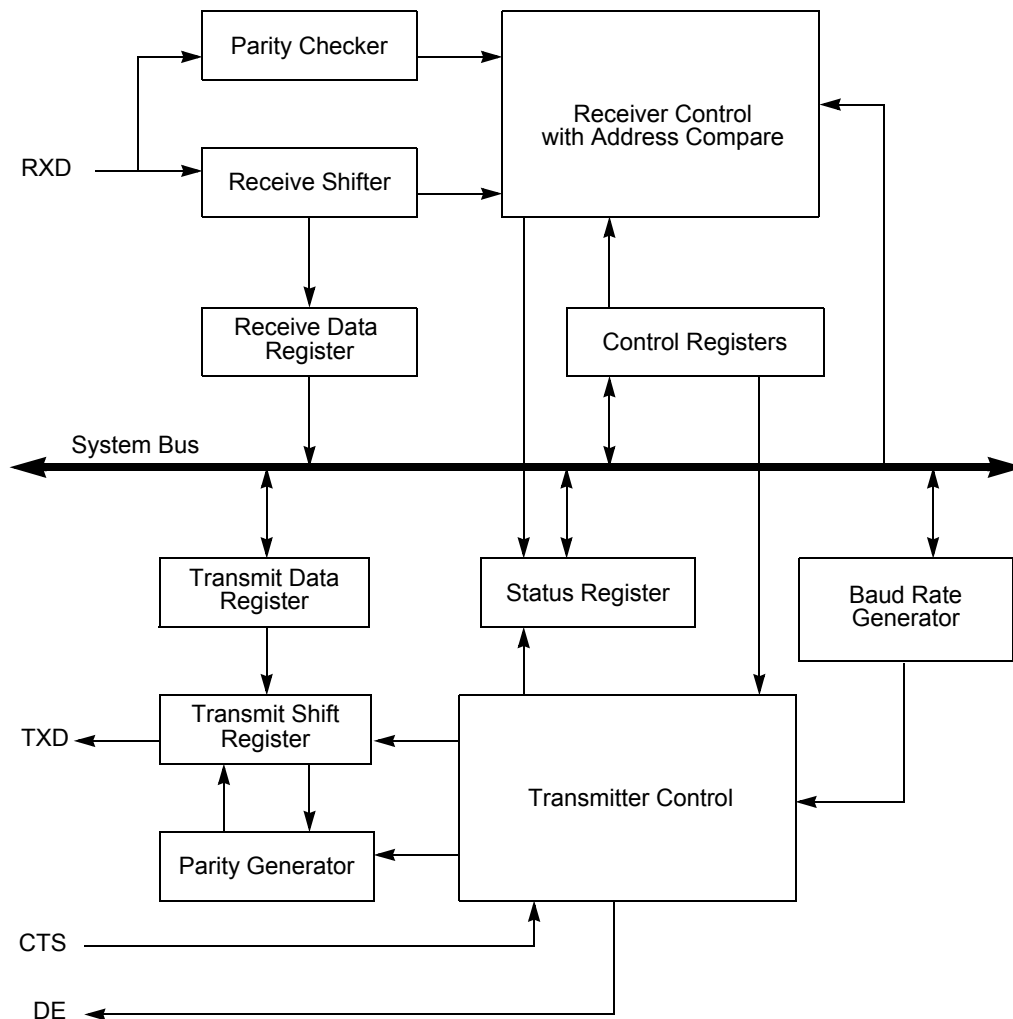 Parity Checker
Receiver Control
with Address Compare
RXD
Receive Shifter
Receive Data
Register
Control Registers
System Bus
Transmit Data
Register
Status Register
Baud Rate
Generator
TXD
Transmit Shift
Register
Transmitter Control
Parity Generator
CTS
DE